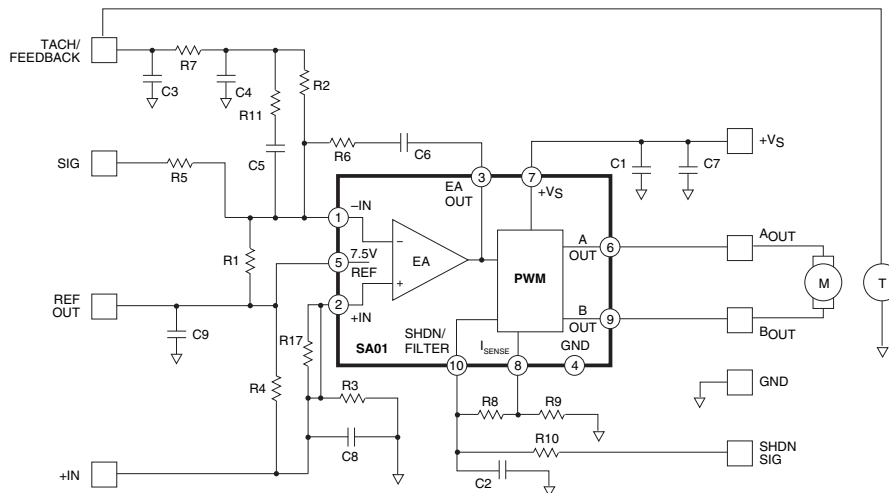 TACH/
FEEDBACK
R7
C3
C4
R11
R2
SIG
R5
C5
R6
C6
+VS
C1
C7
3
7
EA
OUT
+VS
1
–IN
R1
5
7.5V
REF
EA
PWM
A
OUT
6
AOUT
REF
OUT
2
+IN
M
T
C9
R17
SHDN/
FILTER
ISENSE
GND
B
OUT
9
BOUT
SA01
10
8
4
R4
R3
R8
R9
GND
C8
R10
SHDN
SIG
+IN
C2